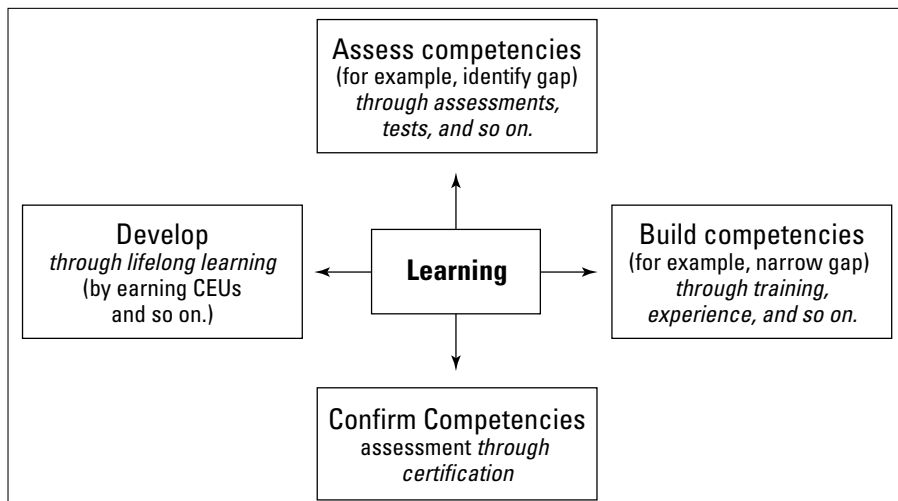 Assess competencies
(for example, identify gap)
through assessments,
tests, and so on.
Develop
through lifelong learning
(by earning CEUs
and so on.)
Learning
Build competencies
(for example, narrow gap)
through training,
experience, and so on.
Confirm Competencies
assessment through
certification